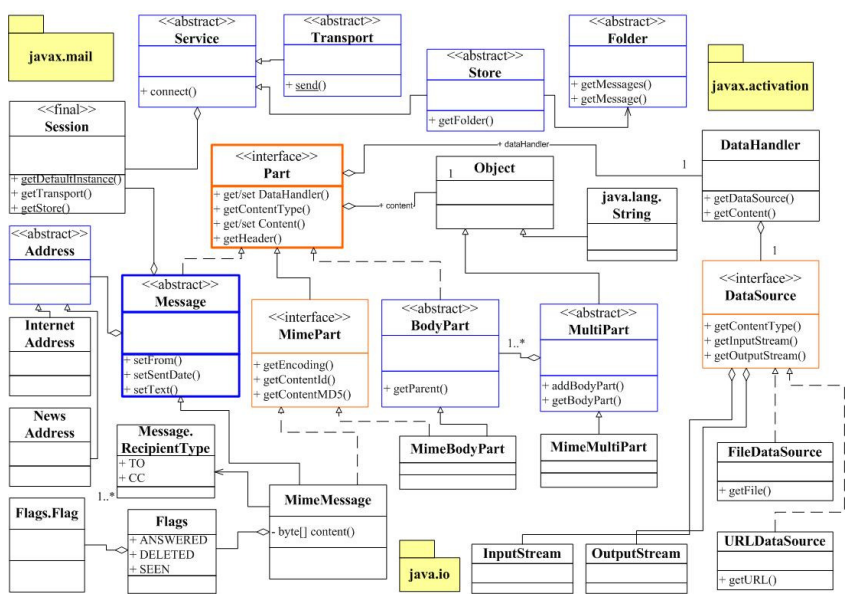 javax.mail
<<abstract>>
Service
+ connect()
<<abstract>>
Transport
+ send()
<<abstract>>
Store
+ getFolder()
<<abstract>>
Folder
+ getMessages()
+ getMessage()
javax.activation
<<final>>
Session
+ getDefaultInstance()
+ getTransport()
+ getStore()
<<interface>>
Part
+ get/set DataHandler()
+ getContentType()
+ get/set Content()
+ getHeader()
+ dataHandler
1
+ content
Object
1
java.lang.
String
DataHandler
+ getDataSource()
+ getContent()
1
<<abstract>>
Address
Internet
Address
News
Address
<<abstract>>
Message
+ setFrom()
+ setSentDate()
+ setText()
<<interface>>
MimePart
+ getEncoding()
+ getContentId()
+ getContentMD5()
<<abstract>>
BodyPart
+ getParent()
1..*
<<abstract>>
MultiPart
+ addBodyPart()
+ getBodyPart()
<<interface>>
DataSource
+ getContentType()
+ getInputStream()
+ getOutputStream()
Message.
RecipientType
+ TO
+ CC
MimeBodyPart
MimeMultiPart
FileDataSource
+ getFile()
1..*
Flags.Flag
Flags
+ ANSWERED
+ DELETED
+ SEEN
MimeMessage
- byte[] content()
java.io
InputStream
OutputStream
URLDataSource
+ getURL()